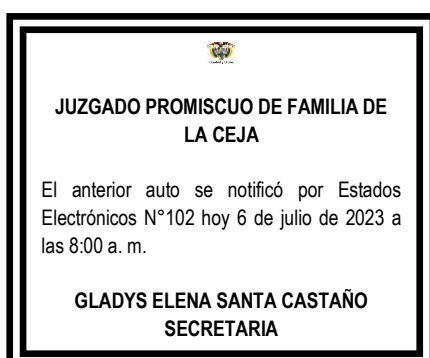 JUZGADO PROMISCUO DE FAMILIA DE
LA CEJA
El anterior auto se notificó por Estados
Electrónicos N°102 hoy 6 de julio de 2023 a
las 8:00 a. m.
GLADYS ELENA SANTA CASTAÑO
SECRETARIA